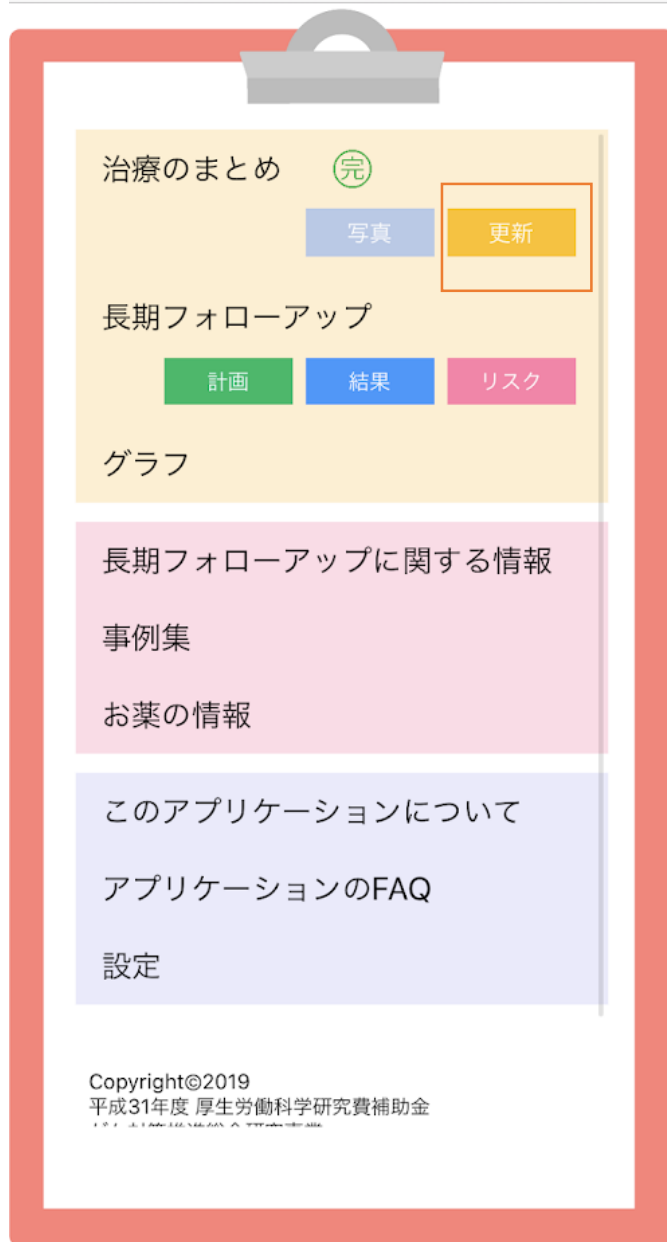 治療のまとめ 完
写真 更新
長期フォローアップ
計画 結果 リスク
グラフ
長期フォローアップに関する情報
事例集
お薬の情報
このアプリケーションについて
アプリケーションのFAQ
設定
Copyright©2019
平成31年度 厚生労働科学研究費補助金